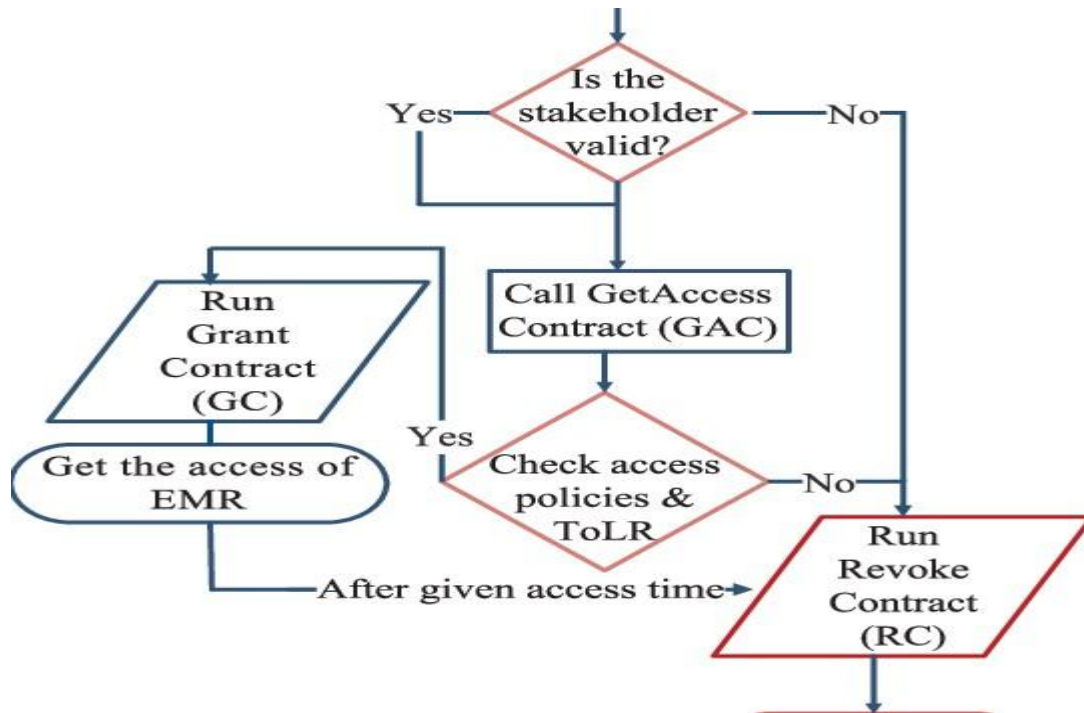 Is the
stakeholder
valid?
Yes
No
Call GetAccess
Contract (GAC)
Run
Grant
Contract
(GC)
Yes
Check access
policies &
ToLR
No
Get the access of
EMR
After given access time
Run
Revoke
Contract
(RC)